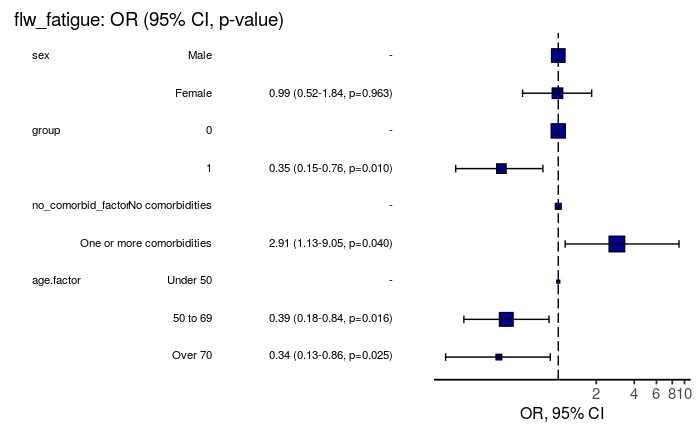 flw_fatigue: OR (95% CI, p-value)
sex Male -
Female 0.99 (0.52-1.84, p=0.963)
group 0 -
1 0.35 (0.15-0.76, p=0.010)
no_comorbid_factorNo comorbidities -
One or more comorbidities 2.91 (1.13-9.05, p=0.040)
age.factor Under 50 -
50 to 69 0.39 (0.18-0.84, p=0.016)
Over 70 0.34 (0.13-0.86, p=0.025)
2 4 6 8 10
OR, 95% CI